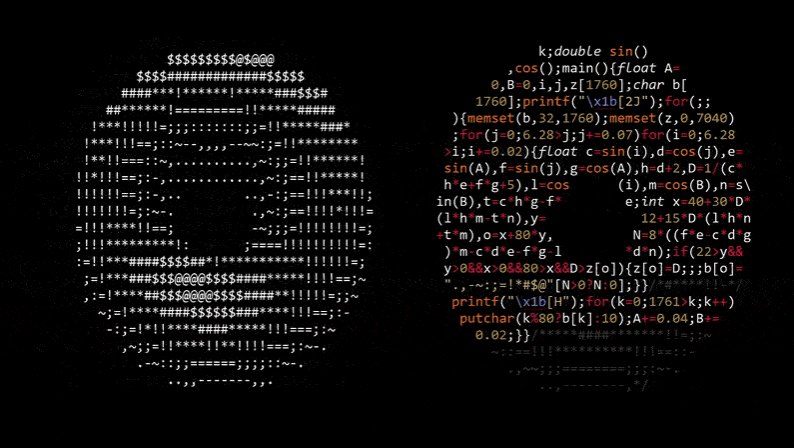 $$$$$$$$$@$@@@
$$$$#############$$$$$
####***!******!*****###$$$#
##******!=========!!*****#####
!***!!!!!=;;;:::::::;;=!!*****###*
***!!!==;:~--,,,,--~~:;=!!********
!**!!===::~,...........,~:;;=!!******!
!!*!!!==;:-,............,-:;==!!*****!
!!!!!!==;:-,..       ..,-:;==!!!***!!;
!!!!!!!=;:~-.          .,~:;==!!!!*!!!=
=!!!****!!==;          -~;;;=!!!!!!!!=;
;!!!**********!:       ;====!!!!!!!!!!=:
:=!!***####$$$$##*!***********!!!!!!=;
;=!***###$$$@@@@$$$$####*****!!!!==;~
,:=!****##$$$@@@@$$$$##**!!!!!=;;~
~;=!****####$$$$$$###****!!!==;:-
-:;=!*!!****####*****!!!===;:~
,~;;=!!****!!**!!!!===;:~-.
.-~::;;======;;;;::~-.
..,,-------,,.
k;double sin()
,cos();main(){float A=
0,B=0,i,j,z[1760];char b[
1760];printf("\x1b[2J");for(;;
){memset(b,32,1760);memset(z,0,7040)
;for(j=0;6.28>j;j+=0.07)for(i=0;6.28
>i;i+=0.02){float c=sin(i),d=cos(j),e=
sin(A),f=sin(j),g=cos(A),h=d+2,D=1/(c*
h*e+f*g+5),l=cos      (i),m=cos(B),n=s\
in(B),t=c*h*g-f*        e;int x=40+30*D*
(l*h*m-t*n),y=            12+15*D*(l*h*n
+t*m),o=x+80*y,          N=8*((f*e-c*d*g
)*m-c*d*e-f*g-l        *d*n);if(22>y&&
y>0&&x>0&&80>x&&D>z[o]){z[o]=D;;;b[o]=
".,-~:;=!*#$@"[N>0?N:0];}}/*#****!!-*/
printf("\x1b[H");for(k=0;1761>k;k++)
putchar(k%80?b[k]:10);A+=0.04;B+=
0.02;}}/*****####*******!!=;:~
~::==!!!**********!!!==::-
.,~~;;;========;;;:~-.
..,--------,*/